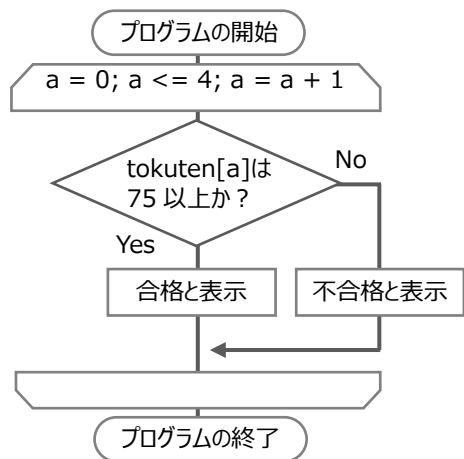 プログラムの開始
a = 0; a <= 4; a = a + 1
tokuten[a]は
75 以上か？
No
Yes
合格と表示
不合格と表示
プログラムの終了